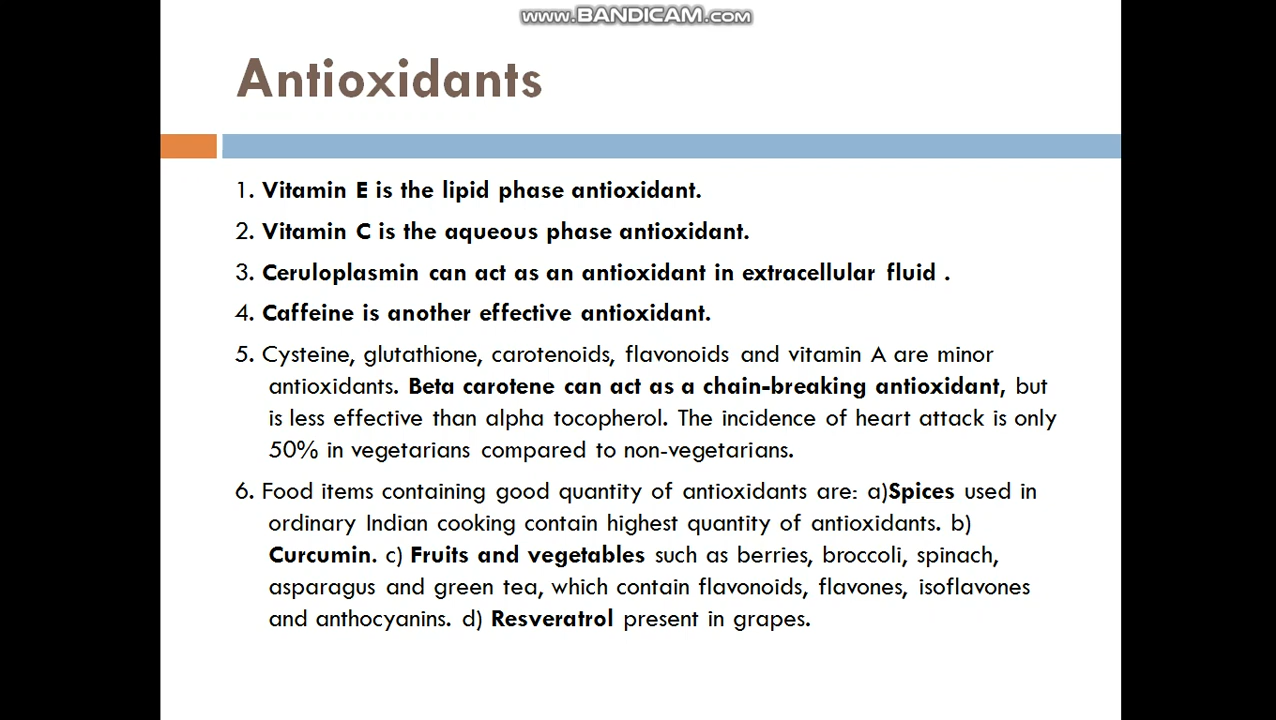 www.BANDICAM.com
Antioxidants
1. Vitamin E is the lipid phase antioxidant.
2. Vitamin C is the aqueous phase antioxidant.
3. Ceruloplasmin can act as an antioxidant in extracellular fluid .
4. Caffeine is another effective antioxidant.
5. Cysteine, glutathione, carotenoids, flavonoids and vitamin A are minor
antioxidants. Beta carotene can act as a chain-breaking antioxidant, but
is less effective than alpha tocopherol. The incidence of heart attack is only
50% in vegetarians compared to non-vegetarians.
6. Food items containing good quantity of antioxidants are: a)Spices used in
ordinary Indian cooking contain highest quantity of antioxidants. b)
Curcumin. c) Fruits and vegetables such as berries, broccoli, spinach,
asparagus and green tea, which contain flavonoids, flavones, isoflavones
and anthocyanins. d) Resveratrol present in grapes.